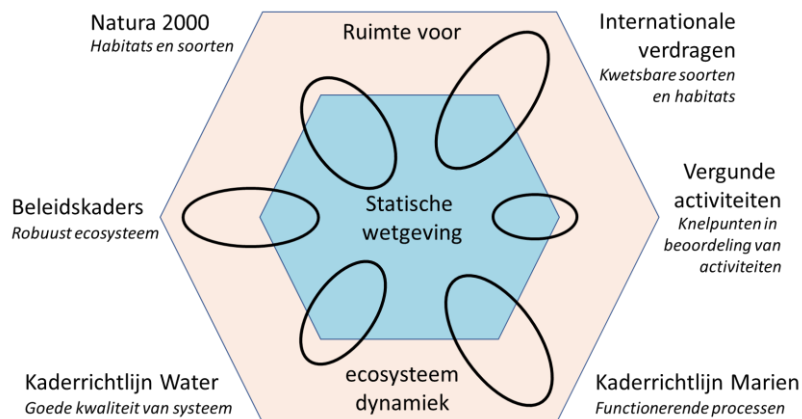 Natura 2000
Habitats en soorten
Ruimte voor
Internationale
verdragen
Kwetsbare soorten
en habitats
Beleidskaders
Robuust ecosysteem
Statische
wetgeving
Vergunde
activiteiten
Knelpunten in
beoordeling van
activiteiten
Kaderrichtlijn Water
Goede kwaliteit van systeem
ecosysteem
dynamiek
Kaderrichtlijn Marien
Functionerende processen